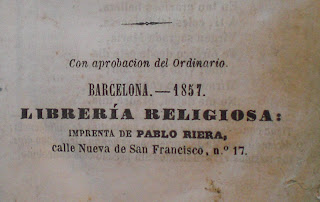 Con aprobacion del Ordinario.
BARCELONA.—1857.
LIBRERÍA RELIGIOSA:
IMPRENTA DE PABLO RIERA,
calle Nueva de San Francisco, n.º 17.